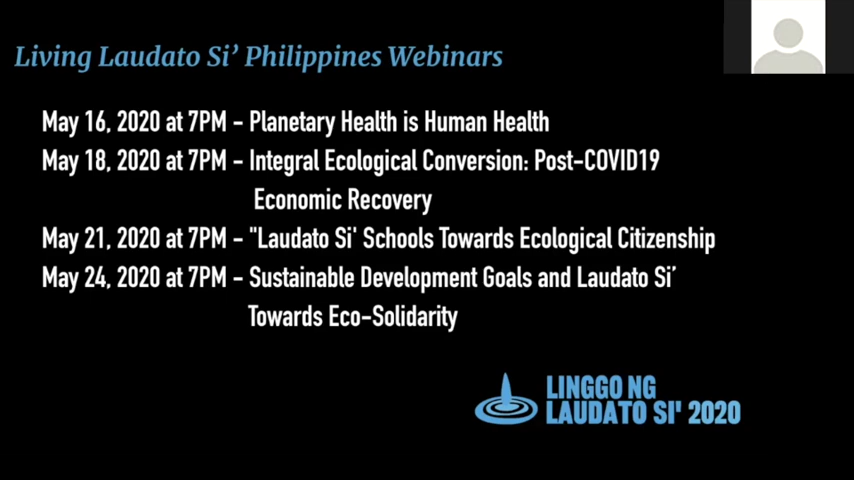 Living Laudato Si’ Philippines Webinars
May 16, 2020 at 7PM - Planetary Health is Human Health
May 18, 2020 at 7PM - Integral Ecological Conversion: Post-COVID19
Economic Recovery
May 21, 2020 at 7PM - "Laudato Si' Schools Towards Ecological Citizenship
May 24, 2020 at 7PM - Sustainable Development Goals and Laudato Si’
Towards Eco-Solidarity
LINGGO NG
LAUDATO SI' 2020